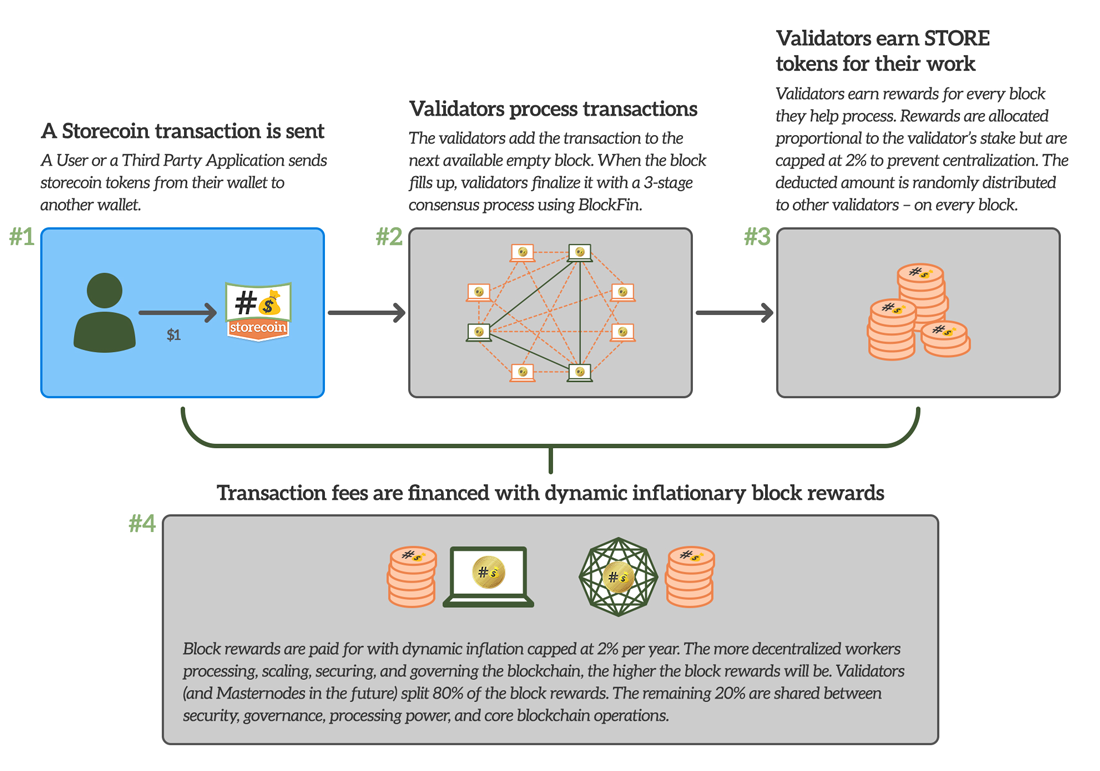 A Storecoin transaction is sent
A User or a Third Party Application sends
storecoin tokens from their wallet to
another wallet.
#1
$1
#$
storecoin
Validators process transactions
The validators add the transaction to the
next available empty block. When the block
fills up, validators finalize it with a 3-stage
consensus process using BlockFin.
#2
Validators earn STORE
tokens for their work
Validators earn rewards for every block
they help process. Rewards are allocated
proportional to the validator's stake but are
capped at 2% to prevent centralization. The
deducted amount is randomly distributed
to other validators – on every block.
#3
#$
#$
#$
Transaction fees are financed with dynamic inflationary block rewards
#4
#$
#$
#$
#$
Block rewards are paid for with dynamic inflation capped at 2% per year. The more decentralized workers
processing, scaling, securing, and governing the blockchain, the higher the block rewards will be. Validators
(and Masternodes in the future) split 80% of the block rewards. The remaining 20% are shared between
security, governance, processing power, and core blockchain operations.